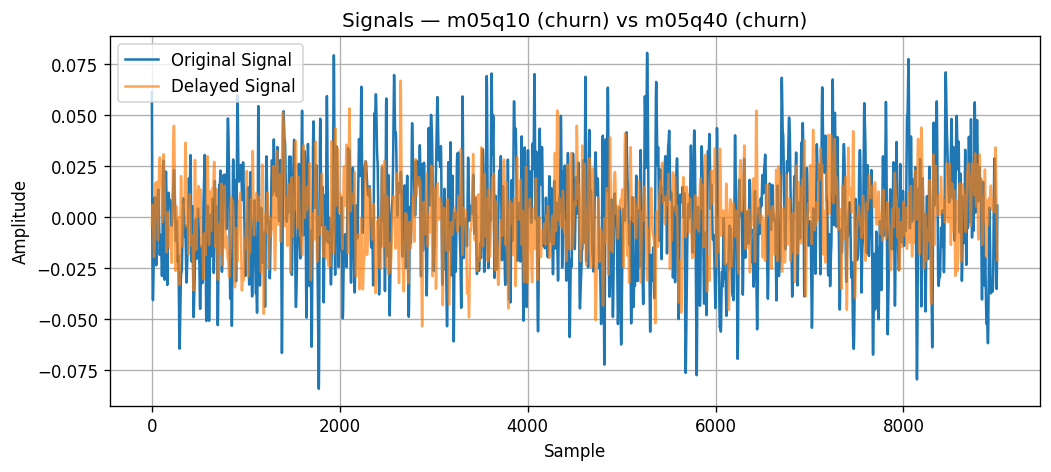 Signals — m05q10 (churn) vs m05q40 (churn)
Original Signal
Delayed Signal
0.075
0.050
0.025
0.000
−0.025
−0.050
−0.075
Amplitude
0 2000 4000 6000 8000
Sample